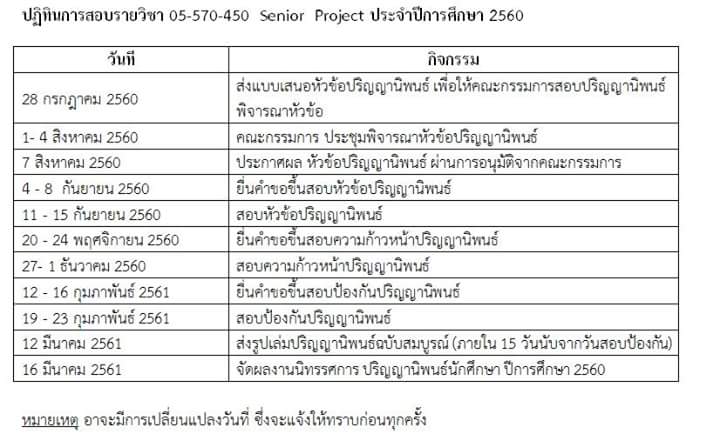 ปฏิทินการสอบรายวิชา 05-570-450 Senior Project ประจำปีการศึกษา 2560
วันที่ กิจกรรม
28 กรกฎาคม 2560 ส่งแบบเสนอหัวข้อปริญญานิพนธ์ เพื่อให้คณะกรรมการสอบปริญญานิพนธ์
พิจารณาหัวข้อ
1- 4 สิงหาคม 2560 คณะกรรมการ ประชุมพิจารณาหัวข้อปริญญานิพนธ์
7 สิงหาคม 2560 ประกาศผล หัวข้อปริญญานิพนธ์ ผ่านการอนุมัติจากคณะกรรมการ
4 - 8 กันยายน 2560 ยื่นคำขอขึ้นสอบหัวข้อปริญญานิพนธ์
11 - 15 กันยายน 2560 สอบหัวข้อปริญญานิพนธ์
20 - 24 พฤศจิกายน 2560 ยื่นคำขอขึ้นสอบความก้าวหน้าปริญญานิพนธ์
27- 1 ธันวาคม 2560 สอบความก้าวหน้าปริญญานิพนธ์
12 - 16 กุมภาพันธ์ 2561 ยื่นคำขอขึ้นสอบป้องกันปริญญานิพนธ์
19 - 23 กุมภาพันธ์ 2561 สอบป้องกันปริญญานิพนธ์
12 มีนาคม 2561 ส่งรูปเล่มปริญญานิพนธ์ฉบับสมบูรณ์ (ภายใน 15 วันนับจากวันสอบป้องกัน)
16 มีนาคม 2561 จัดผลงานนิทรรศการ ปริญญานิพนธ์นักศึกษา ปีการศึกษา 2560
หมายเหตุ อาจจะมีการเปลี่ยนแปลงวันที่ ซึ่งจะแจ้งให้ทราบก่อนทุกครั้ง